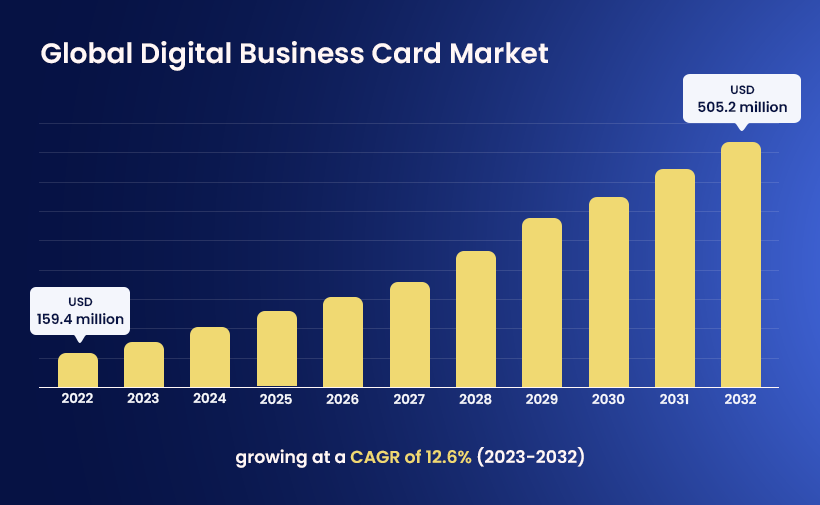 Global Digital Business Card Market
USD
505.2 million
USD
159.4 million
2022 2023 2024 2025 2026 2027 2028 2029 2030 2031 2032
growing at a CAGR of 12.6% (2023-2032)